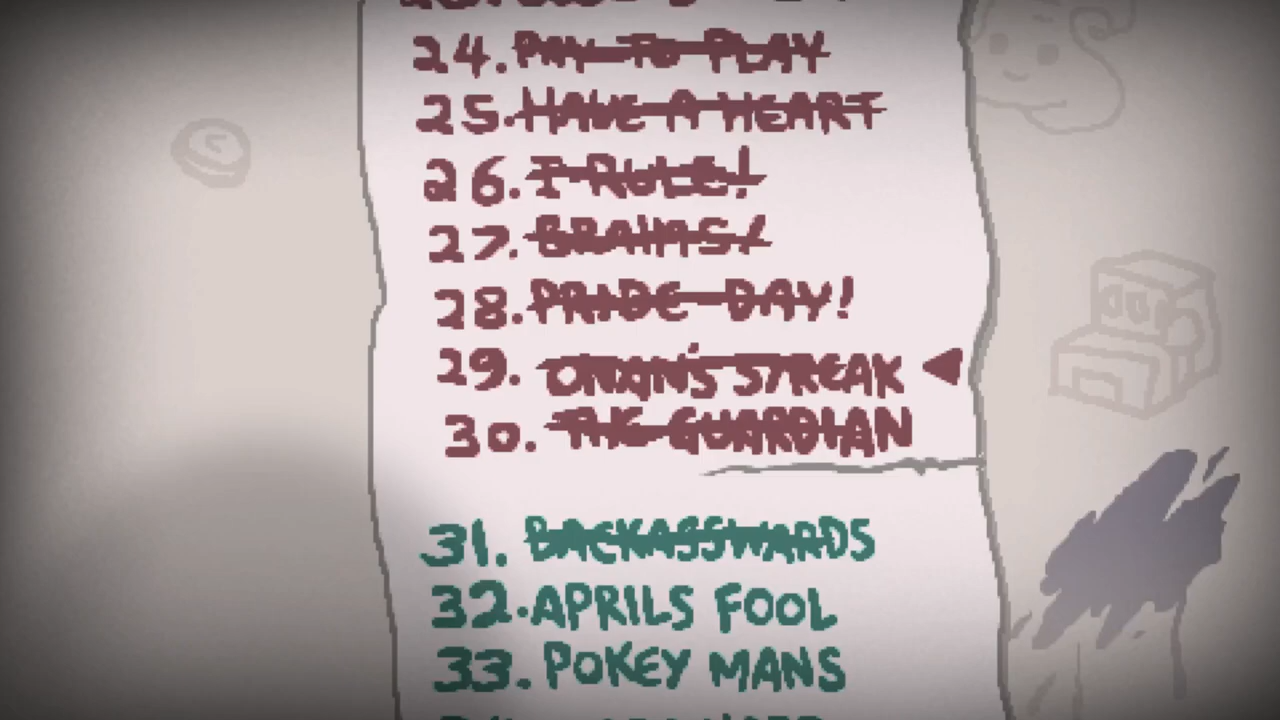 24. PAY TO PLAY
25. HAVE A HEART
26. I RULE!
27. BRAINS!
28. PRIDE DAY!
29. ONAN'S STREAK
30. THE GUARDIAN
31. BACKASSWARDS
32. APRILS FOOL
33. POKEY MANS